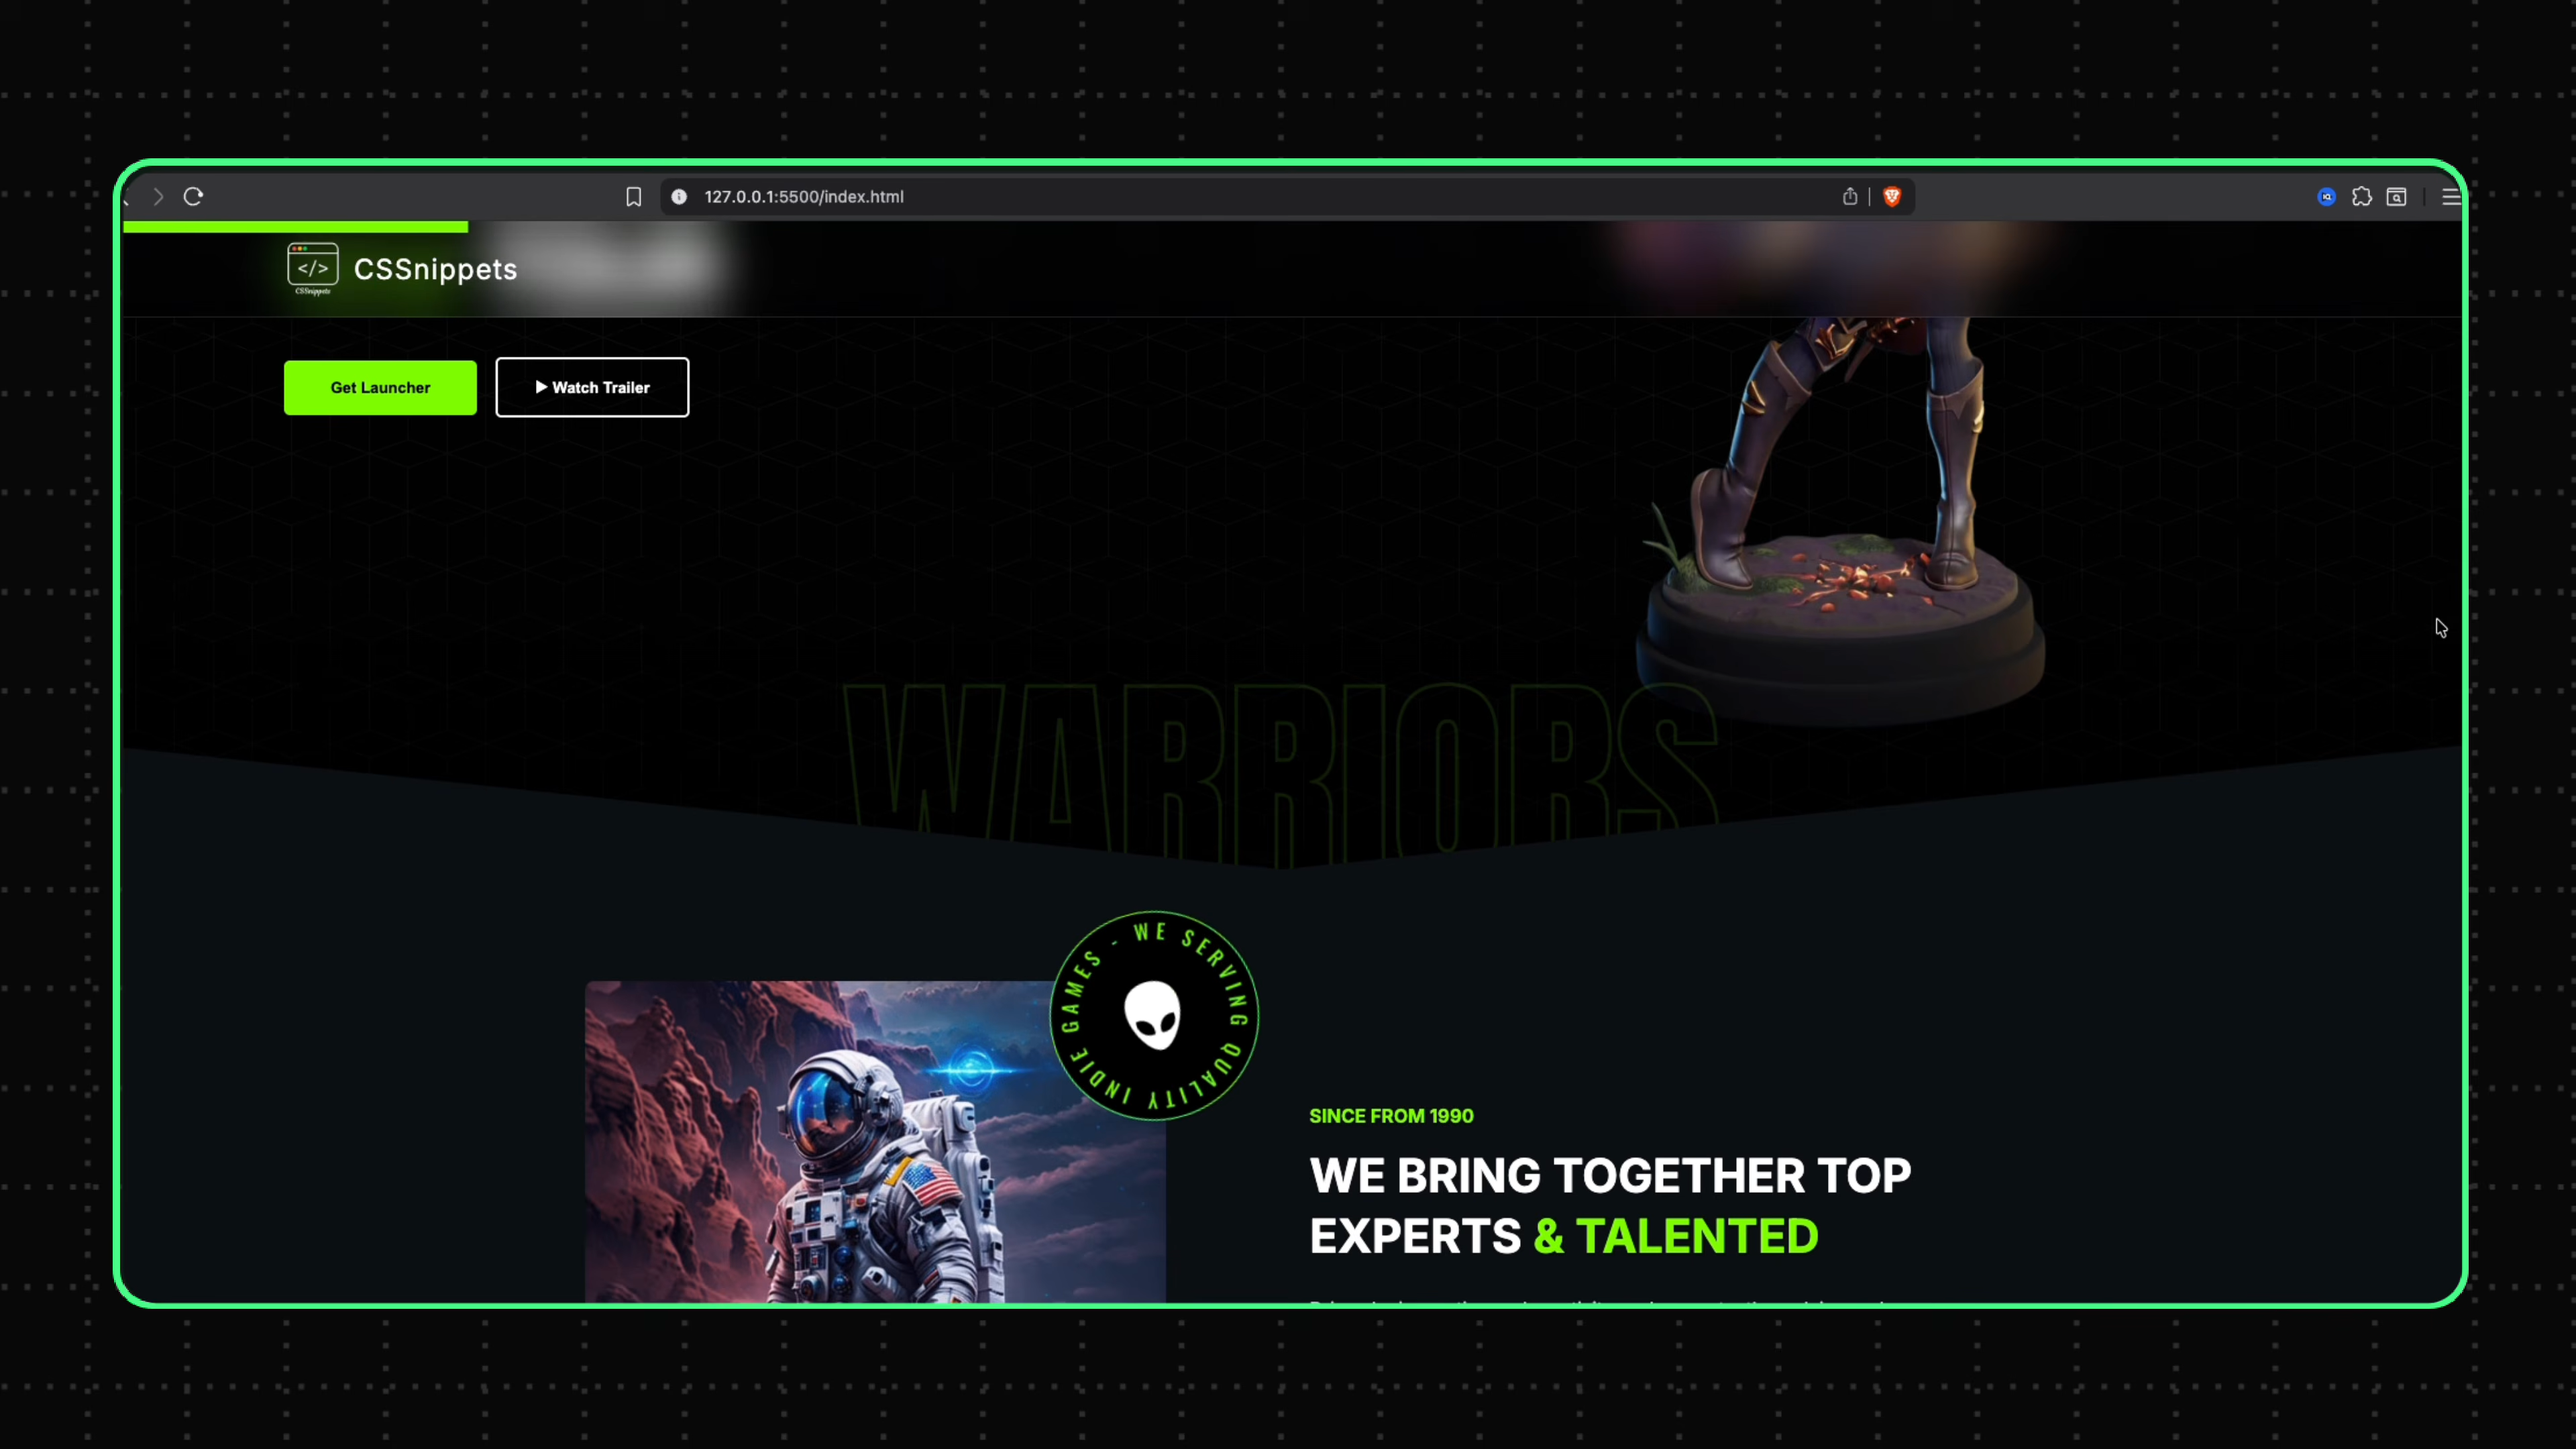 127.0.0.1:5500/index.html
</>
CSSnippets
CSSnippets
Get Launcher
Watch Trailer
WARRIORS
WE SERVING QUALITY INDIE GAMES -
SINCE FROM 1990
WE BRING TOGETHER TOP
EXPERTS & TALENTED